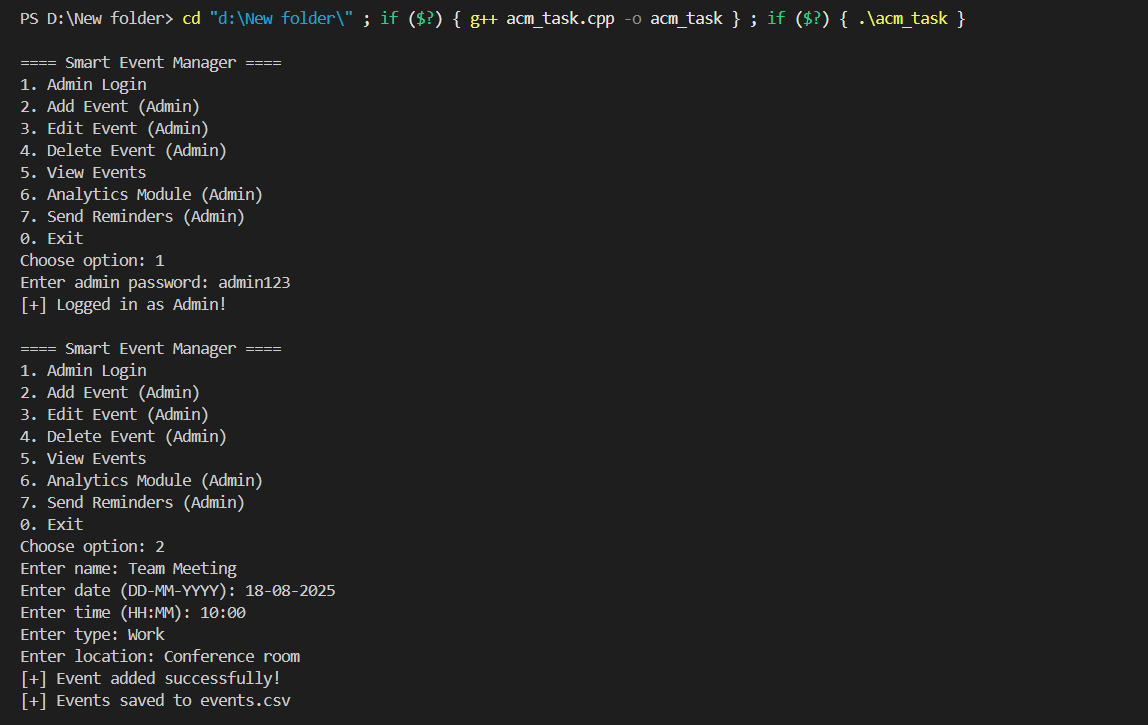 PS D:\New folder> cd "d:\New folder\" ; if ($?) { g++ acm_task.cpp -o acm_task } ; if ($?) { .\acm_task }
==== Smart Event Manager ====
1. Admin Login
2. Add Event (Admin)
3. Edit Event (Admin)
4. Delete Event (Admin)
5. View Events
6. Analytics Module (Admin)
7. Send Reminders (Admin)
0. Exit
Choose option: 1
Enter admin password: admin123
[+] Logged in as Admin!
==== Smart Event Manager ====
1. Admin Login
2. Add Event (Admin)
3. Edit Event (Admin)
4. Delete Event (Admin)
5. View Events
6. Analytics Module (Admin)
7. Send Reminders (Admin)
0. Exit
Choose option: 2
Enter name: Team Meeting
Enter date (DD-MM-YYYY): 18-08-2025
Enter time (HH:MM): 10:00
Enter type: Work
Enter location: Conference room
[+] Event added successfully!
[+] Events saved to events.csv